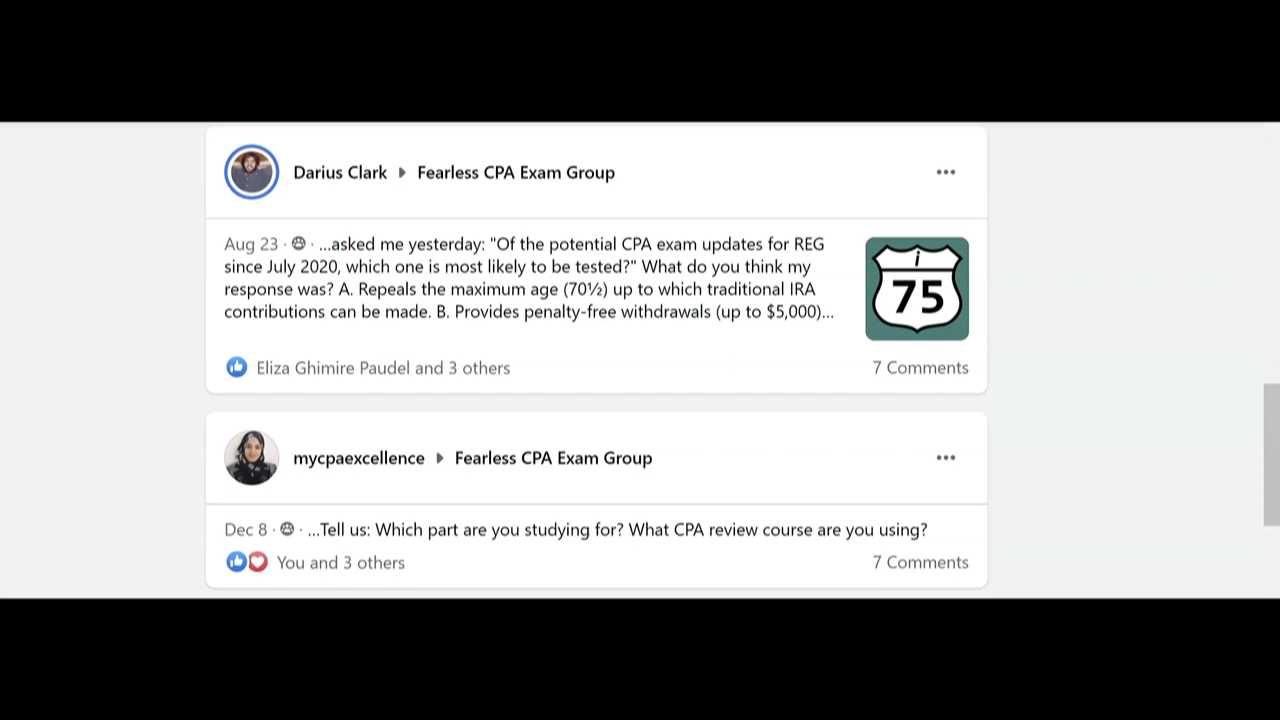 Darius Clark ▸ Fearless CPA Exam Group
Aug 23 · ...asked me yesterday: "Of the potential CPA exam updates for REG
since July 2020, which one is most likely to be tested?" What do you think my
response was? A. Repeals the maximum age (70½) up to which traditional IRA
contributions can be made. B. Provides penalty-free withdrawals (up to $5,000)...
i
75
Eliza Ghimire Paudel and 3 others
7 Comments
mycpaexcellence ▸ Fearless CPA Exam Group
Dec 8 · ...Tell us: Which part are you studying for? What CPA review course are you using?
You and 3 others
7 Comments